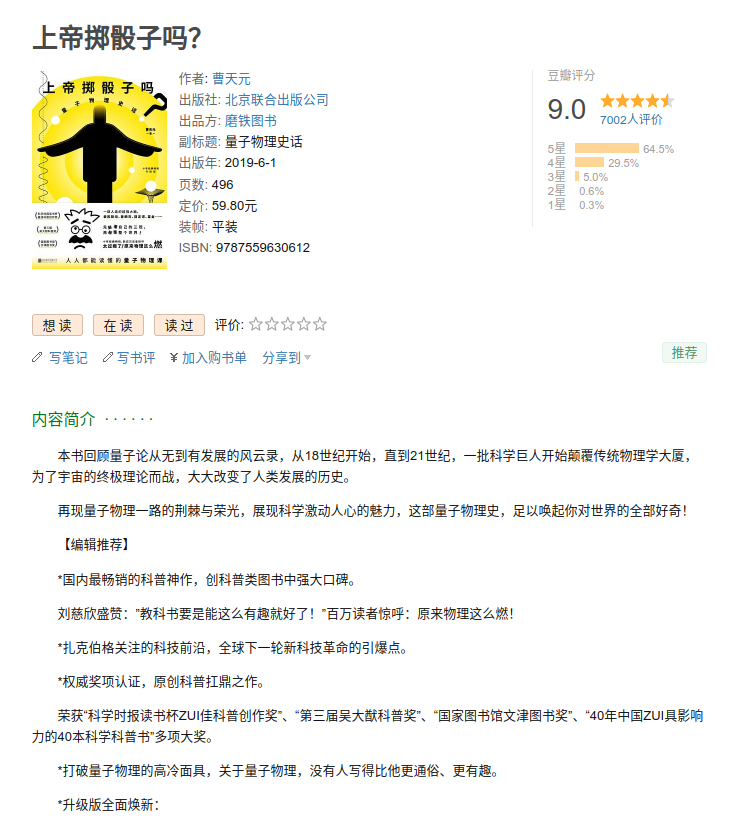 上帝掷骰子吗？
上帝掷骰子吗
量子物理史话
曹天元
人人都能读懂的量子物理课
作者: 曹天元
出版社: 北京联合出版公司
出品方: 磨铁图书
副标题: 量子物理史话
出版年: 2019-6-1
页数: 496
定价: 59.80元
装帧: 平装
ISBN: 9787559630612
豆瓣评分
9.0
7002人评价
5星 64.5%
4星 29.5%
3星 5.0%
2星 0.6%
1星 0.3%
想读 在读 读过 评价:
写笔记 写书评 ¥ 加入购书单 分享到
推荐
内容简介 · · · · · ·
本书回顾量子论从无到有发展的风云录，从18世纪开始，直到21世纪，一批科学巨人开始颠覆传统物理学大厦，
为了宇宙的终极理论而战，大大改变了人类发展的历史。
再现量子物理一路的荆棘与荣光，展现科学激动人心的魅力，这部量子物理史，足以唤起你对世界的全部好奇！
【编辑推荐】
*国内最畅销的科普神作，创科普类图书中强大口碑。
刘慈欣盛赞：”教科书要是能这么有趣就好了！”百万读者惊呼：原来物理这么燃！
*扎克伯格关注的科技前沿，全球下一轮新科技革命的引爆点。
*权威奖项认证，原创科普扛鼎之作。
荣获“科学时报读书杯ZUI佳科普创作奖”、“第三届吴大猷科普奖”、“国家图书馆文津图书奖”、“40年中国ZUI具影响
力的40本科学科普书”多项大奖。
*打破量子物理的高冷面具，关于量子物理，没有人写得比他更通俗、更有趣。
*升级版全面焕新：